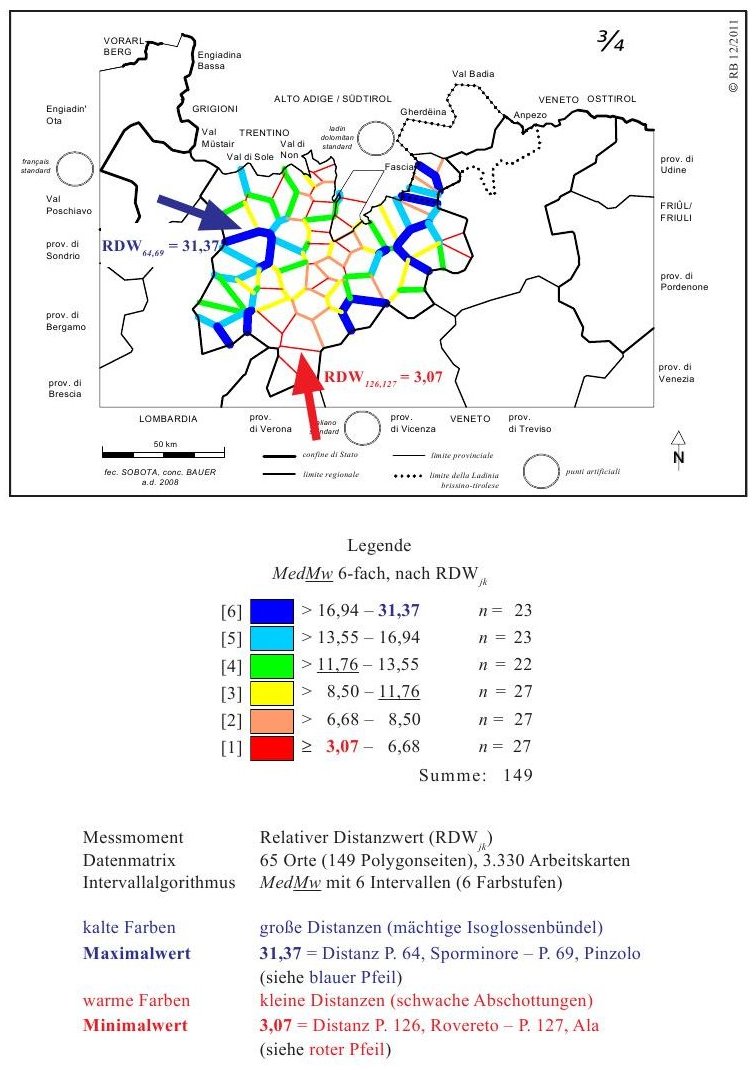 © RB 12/2011
¾
VORARL-
BERG
Engiadina
Bassa
Val Badia
Engiadin'
Ota
GRIGIONI
ALTO ADIGE / SÜDTIROL
Gherdëina
VENETO OSTTIROL
Anpezo
Val
Müstair
TRENTINO
Val di Sole
Val di
Non
ladin
dolomitan
standard
Fascia
français
standard
prov. di
Udine
Val
Poschiavo
FRIÛL/
FRIULI
prov. di
Sondrio
RDW64,69 = 31,37
prov. di
Pordenone
prov. di
Bergamo
prov. di
Brescia
RDW126,127 = 3,07
prov. di
Venezia
LOMBARDIA
prov.
di Verona
italiano
standard
prov.
di Vicenza
VENETO
prov.
di Treviso
50 km
fec. SOBOTA, conc. BAUER
a.d. 2008
confine di Stato
limite regionale
limite provinciale
limite della Ladinia
brissino-tirolese
punti artificiali
N
Legende
MedMw 6-fach, nach RDWjk
[6] > 16,94 – 31,37 n = 23
[5] > 13,55 – 16,94 n = 23
[4] > 11,76 – 13,55 n = 22
[3] > 8,50 – 11,76 n = 27
[2] > 6,68 – 8,50 n = 27
[1] ≥ 3,07 – 6,68 n = 27
Summe: 149
Messmoment Relativer Distanzwert (RDWjk)
Datenmatrix 65 Orte (149 Polygonseiten), 3.330 Arbeitskarten
Intervallalgorithmus MedMw mit 6 Intervallen (6 Farbstufen)
kalte Farben große Distanzen (mächtige Isoglossenbündel)
Maximalwert 31,37 = Distanz P. 64, Sporminore – P. 69, Pinzolo
(siehe blauer Pfeil)
warme Farben kleine Distanzen (schwache Abschottungen)
Minimalwert 3,07 = Distanz P. 126, Rovereto – P. 127, Ala
(siehe roter Pfeil)